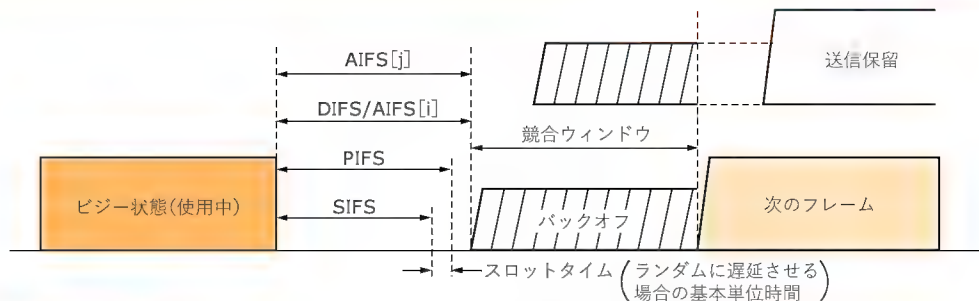 AIFS[j]
送信保留
DIFS/AIFS[i]
競合ウィンドウ
PIFS
ビジー状態(使用中)
SIFS
バックオフ
次のフレーム
スロットタイム(ランダムに遅延させる
場合の基本単位時間)